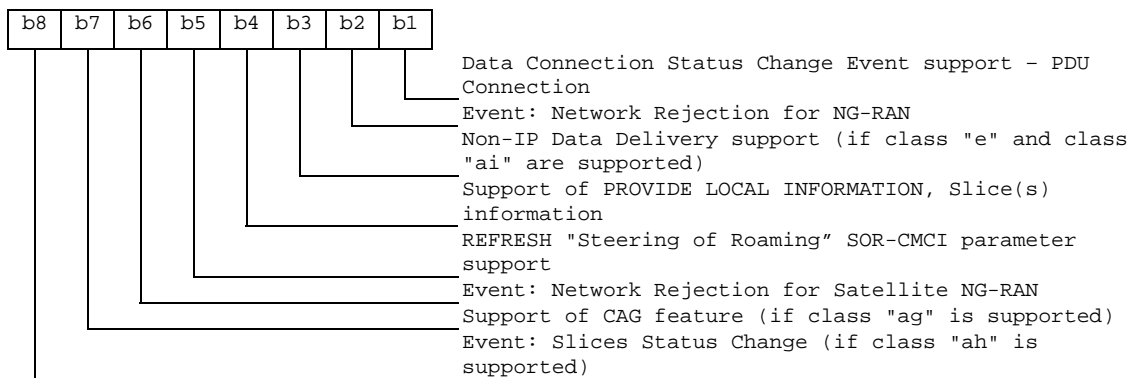 b8 b7 b6 b5 b4 b3 b2 b1
Data Connection Status Change Event support – PDU
Connection
Event: Network Rejection for NG-RAN
Non-IP Data Delivery support (if class "e" and class
"ai" are supported)
Support of PROVIDE LOCAL INFORMATION, Slice(s)
information
REFRESH "Steering of Roaming” SOR-CMCI parameter
support
Event: Network Rejection for Satellite NG-RAN
Support of CAG feature (if class "ag" is supported)
Event: Slices Status Change (if class "ah" is
supported)